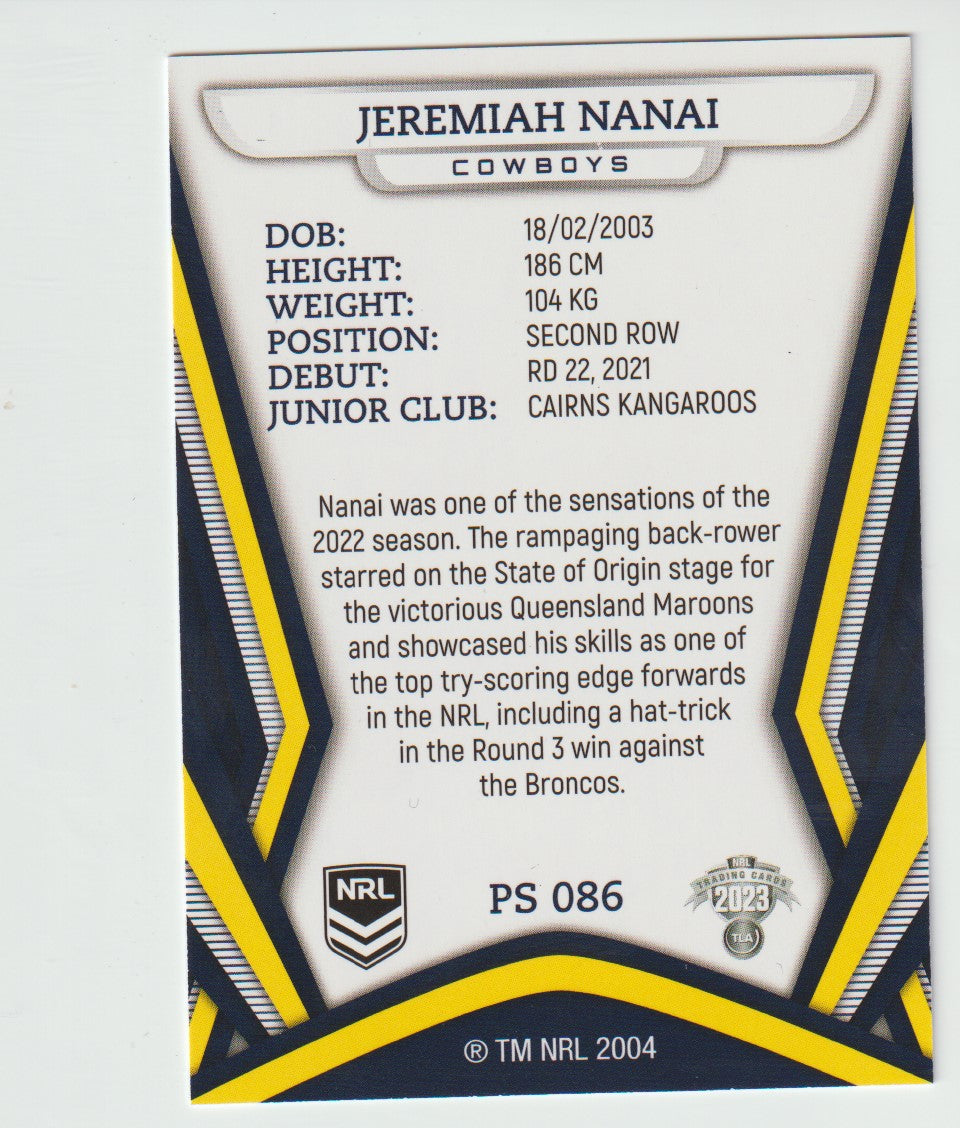 JEREMIAH NANAI
COWBOYS
DOB: 18/02/2003
HEIGHT: 186 CM
WEIGHT: 104 KG
POSITION: SECOND ROW
DEBUT: RD 22, 2021
JUNIOR CLUB: CAIRNS KANGAROOS
Nanai was one of the sensations of the
2022 season. The rampaging back-rower
starred on the State of Origin stage for
the victorious Queensland Maroons
and showcased his skills as one of
the top try-scoring edge forwards
in the NRL, including a hat-trick
in the Round 3 win against
the Broncos.
NRL
PS 086
NRL
TRADING CARDS
2023
TLA
® TM NRL 2004